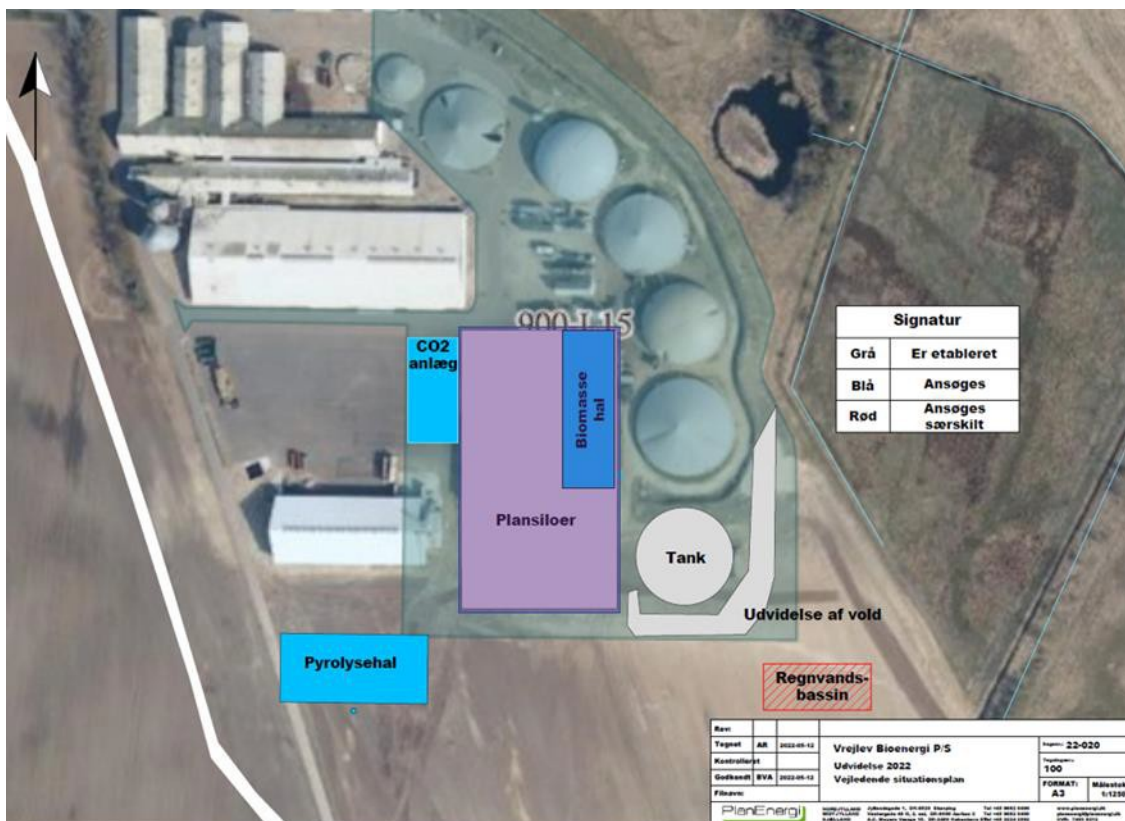 900-L15
CO2
anlæg
Biomasse
hal
Plansiloer
Tank
Udvidelse af vold
Pyrolysehal
Regnvands-
bassin
Signatur
Grå Er etableret
Blå Ansøges
Rød Ansøges
særskilt
Rev:
Tegnet AR 2022-05-12
Kontrolleret
Godkendt BVA 2022-05-12
Filnavn:
Vrejlev Bioenergi P/S
Udvidelse 2022
Vejledende situationsplan
22-020
100
FORMAT:
A3
1:1250
PlanEnergi